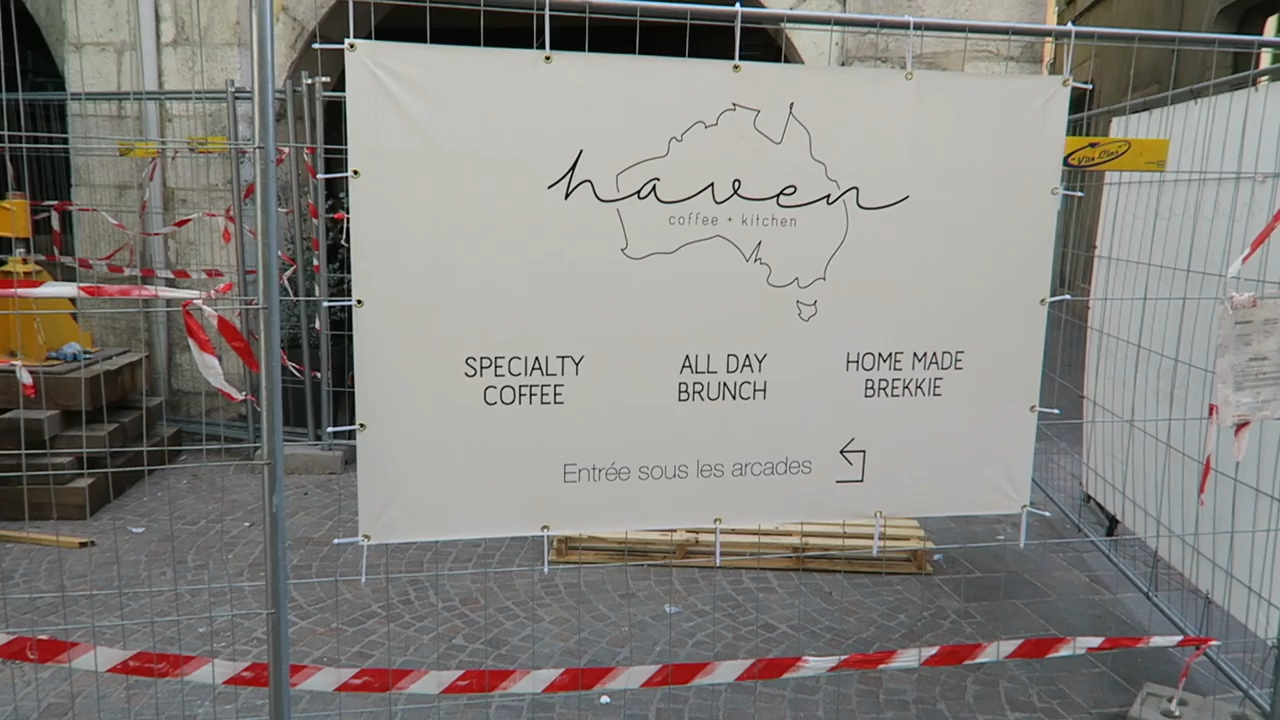 haven
coffee + kitchen
SPECIALTY
COFFEE
ALL DAY
BRUNCH
HOME MADE
BREKKIE
Entrée sous les arcades